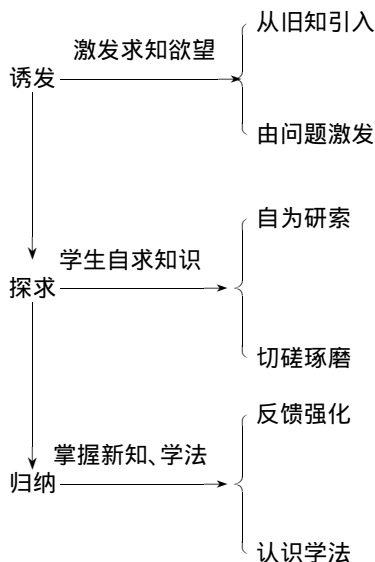 从旧知引入
激发求知欲望
诱发
由问题激发
自为研索
学生自求知识
探求
切磋琢磨
反馈强化
掌握新知、学法
归纳
认识学法